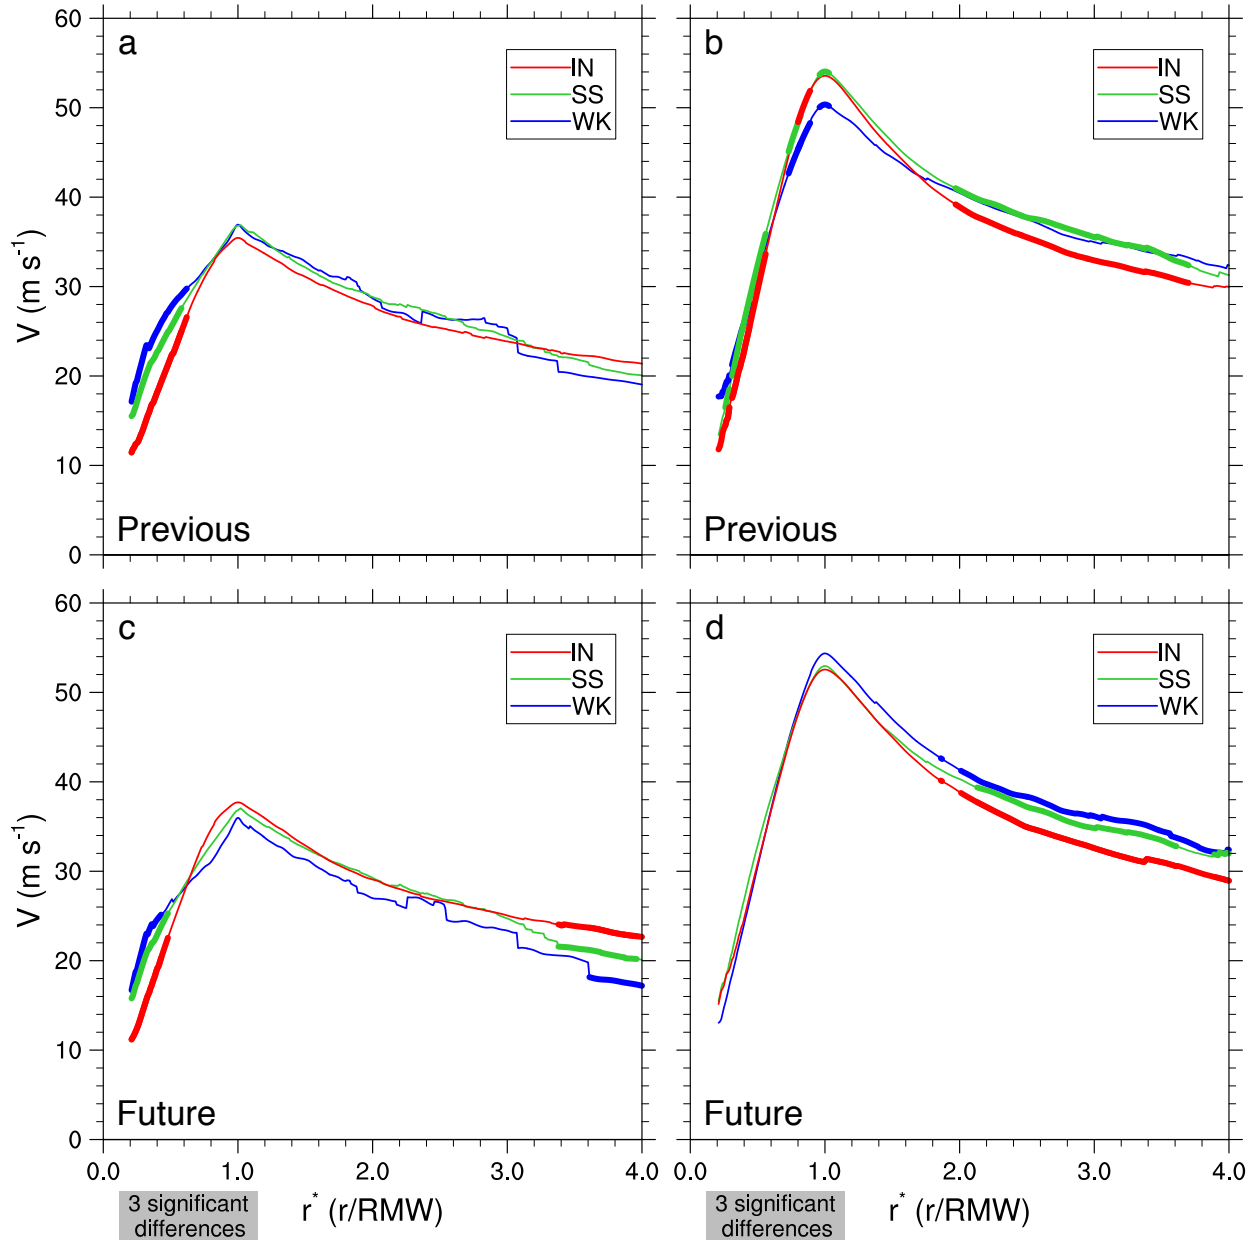 a
IN
SS
WK
Previous
60
50
40
30
20
10
0
V (m s⁻¹)
b
IN
SS
WK
Previous
c
IN
SS
WK
Future
60
50
40
30
20
10
0
V (m s⁻¹)
0.0 1.0 2.0 3.0 4.0
r* (r/RMW)
3 significant
differences
d
IN
SS
WK
Future
0.0 1.0 2.0 3.0 4.0
r* (r/RMW)
3 significant
differences